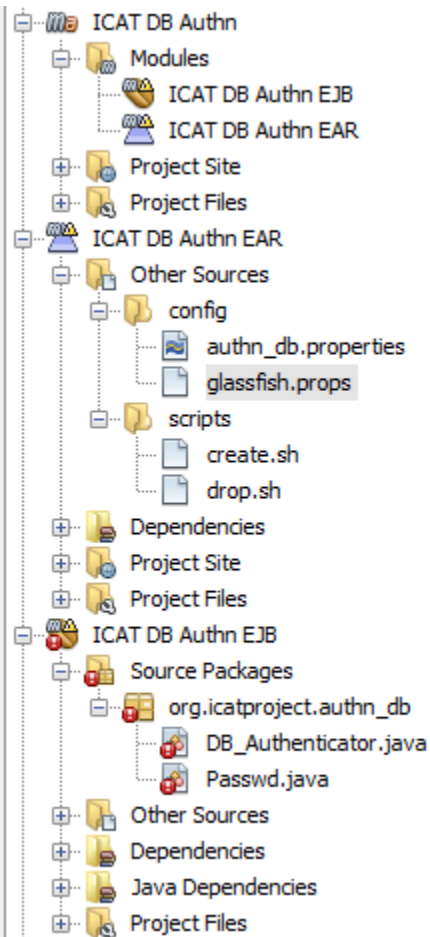 ICAT DB Authn
Modules
ICAT DB Authn EJB
ICAT DB Authn EAR
Project Site
Project Files
ICAT DB Authn EAR
Other Sources
config
authn_db.properties
glassfish.props
scripts
create.sh
drop.sh
Dependencies
Project Site
Project Files
ICAT DB Authn EJB
Source Packages
org.icatproject.authn_db
DB_Authenticator.java
Passwd.java
Other Sources
Dependencies
Java Dependencies
Project Files